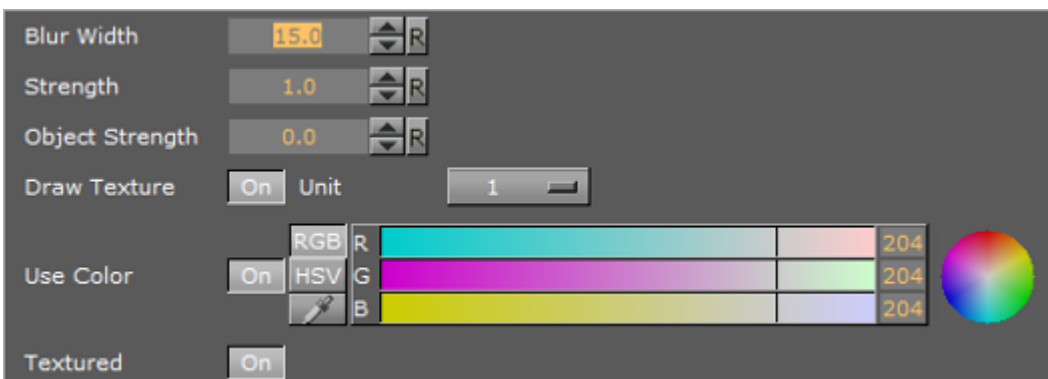 Blur Width 15.0 R
Strength 1.0 R
Object Strength 0.0 R
Draw Texture On Unit 1
RGB R 204
Use Color On HSV G 204
B 204
Textured On